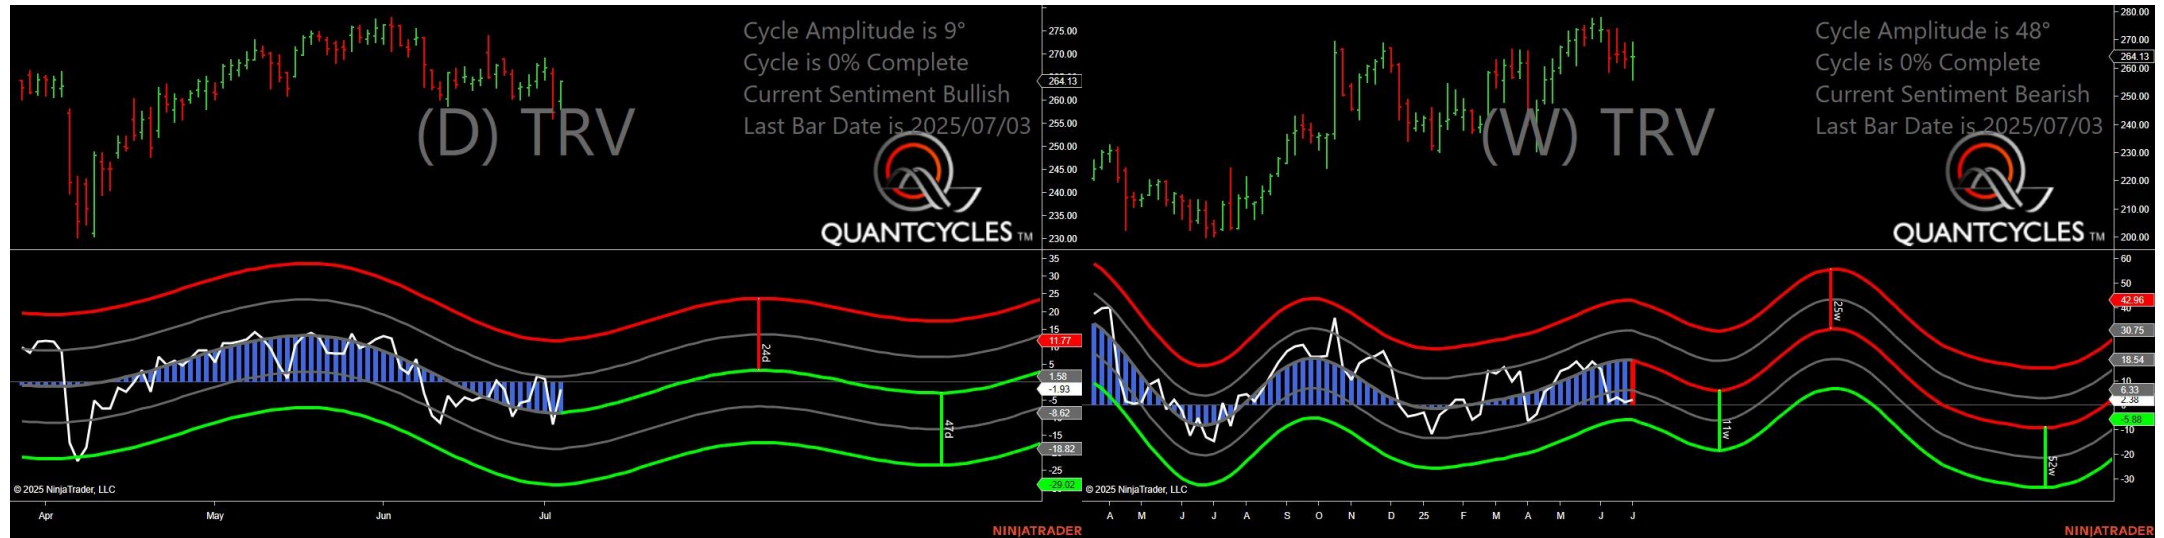 Cycle Amplitude is 9°
Cycle is 0% Complete
Current Sentiment Bullish
Last Bar Date is 2025/07/03
(D) TRV
QUANTCYCLES TM
275.00
270.00
264.13
260.00
255.00
250.00
245.00
240.00
235.00
230.00
35
30
25
20
15
11.77
5
1.58
-1.93
-5
-8.62
-15
-18.82
-25
-29.02
24d
47d
© 2025 NinjaTrader, LLC
Apr
May
Jun
Jul
NINJATRADER
Cycle Amplitude is 48°
Cycle is 0% Complete
Current Sentiment Bearish
Last Bar Date is 2025/07/03
(W) TRV
QUANTCYCLES TM
280.00
270.00
264.13
260.00
250.00
240.00
230.00
220.00
210.00
200.00
60
50
42.96
30.75
18.54
10
6.33
2.38
-5.88
-10
-20
-30
25w
11w
52w
© 2025 NinjaTrader, LLC
A M J J A S O N D 25 F M A M J J
NINJATRADER